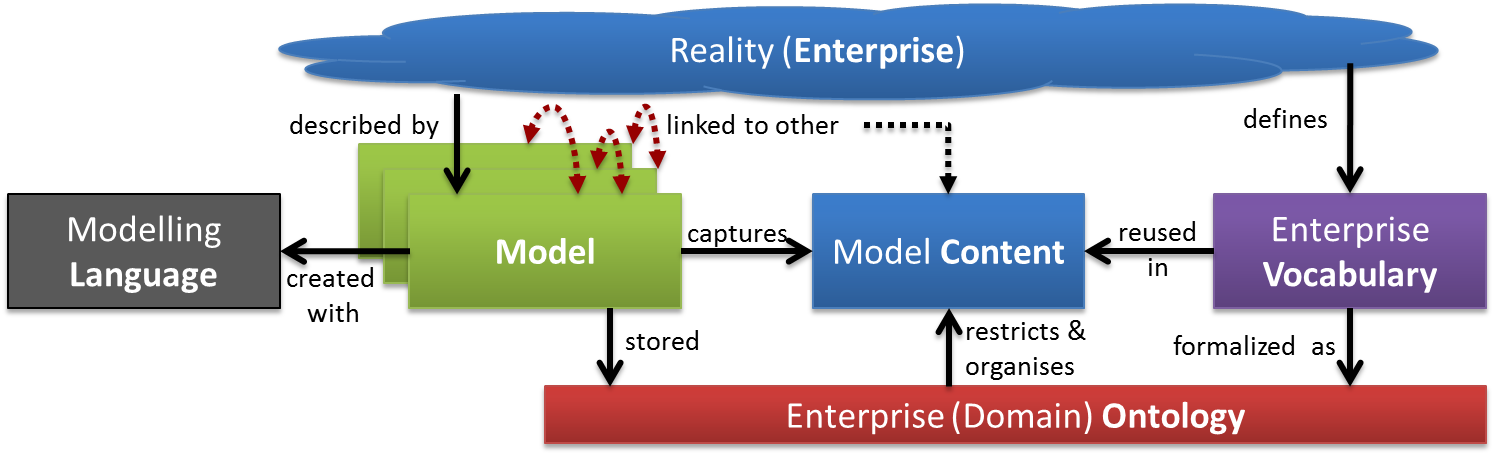 Reality (Enterprise)
described by
linked to other
defines
Modelling
Language
created
with
Model
captures
Model Content
reused
in
Enterprise
Vocabulary
stored
restricts &
organises
formalized as
Enterprise (Domain) Ontology